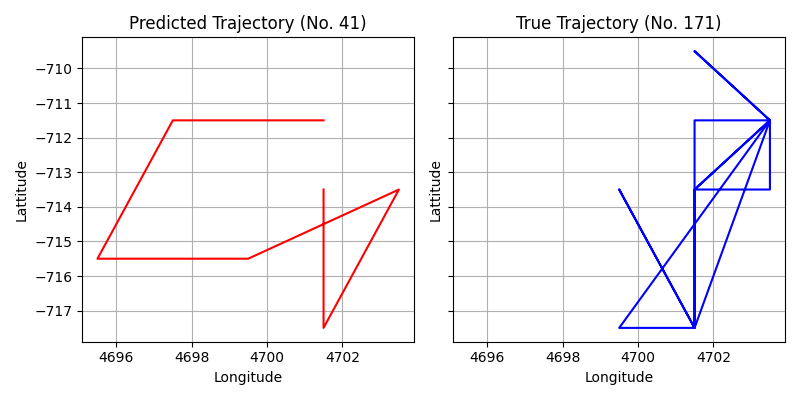 Predicted Trajectory (No. 41)
True Trajectory (No. 171)
Lattitude
−710
−711
−712
−713
−714
−715
−716
−717
4696 4698 4700 4702
Longitude
Lattitude
4696 4698 4700 4702
Longitude